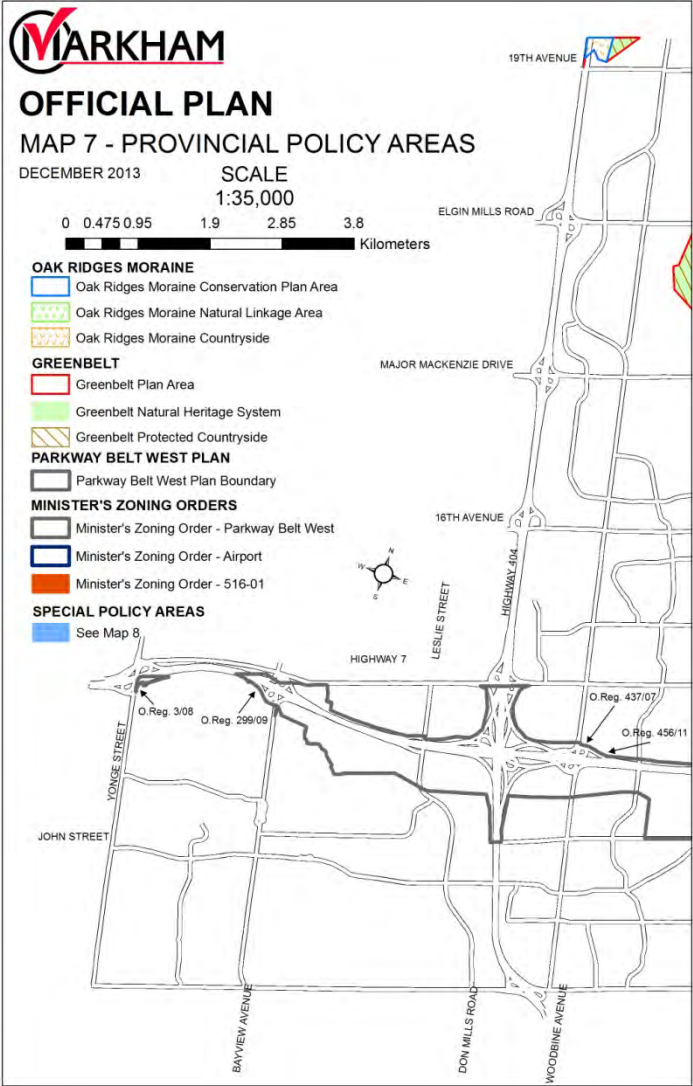 MARKHAM
OFFICIAL PLAN
MAP 7 - PROVINCIAL POLICY AREAS
DECEMBER 2013
SCALE
1:35,000
0 0.475 0.95 1.9 2.85 3.8
Kilometers
OAK RIDGES MORAINE
Oak Ridges Moraine Conservation Plan Area
Oak Ridges Moraine Natural Linkage Area
Oak Ridges Moraine Countryside
GREENBELT
Greenbelt Plan Area
Greenbelt Natural Heritage System
Greenbelt Protected Countryside
PARKWAY BELT WEST PLAN
Parkway Belt West Plan Boundary
MINISTER'S ZONING ORDERS
Minister's Zoning Order - Parkway Belt West
Minister's Zoning Order - Airport
Minister's Zoning Order - 516-01
SPECIAL POLICY AREAS
See Map 8
19TH AVENUE
ELGIN MILLS ROAD
MAJOR MACKENZIE DRIVE
16TH AVENUE
HIGHWAY 404
LESLIE STREET
N
W
E
S
HIGHWAY 7
O.Reg. 3/08
O.Reg. 299/09
O.Reg. 437/07
O.Reg. 456/11
YONGE STREET
JOHN STREET
BAYVIEW AVENUE
DON MILLS ROAD
WOODBINE AVENUE